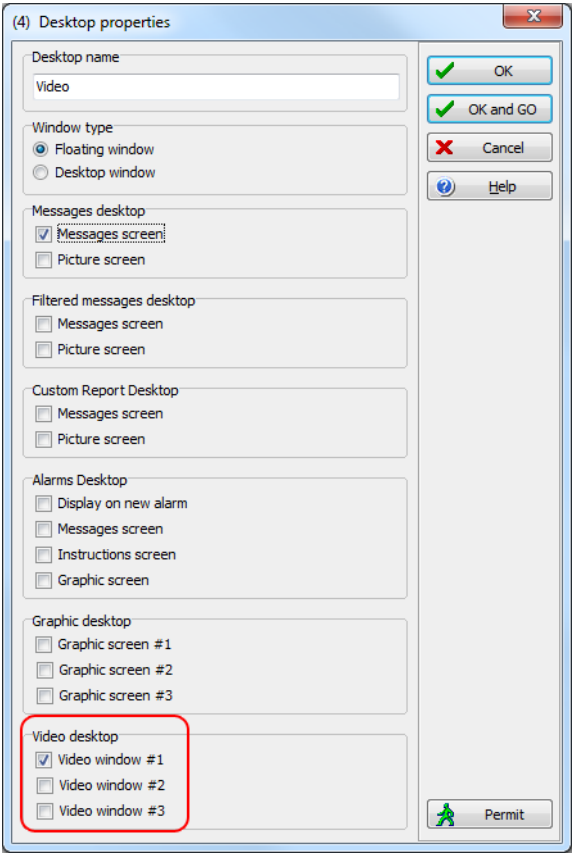 (4) Desktop properties
x
Desktop name
Video
Window type
Floating window
Desktop window
Messages desktop
Messages screen
Picture screen
Filtered messages desktop
Messages screen
Picture screen
Custom Report Desktop
Messages screen
Picture screen
Alarms Desktop
Display on new alarm
Messages screen
Instructions screen
Graphic screen
Graphic desktop
Graphic screen #1
Graphic screen #2
Graphic screen #3
Video desktop
Video window #1
Video window #2
Video window #3
OK
OK and GO
Cancel
? Help
Permit